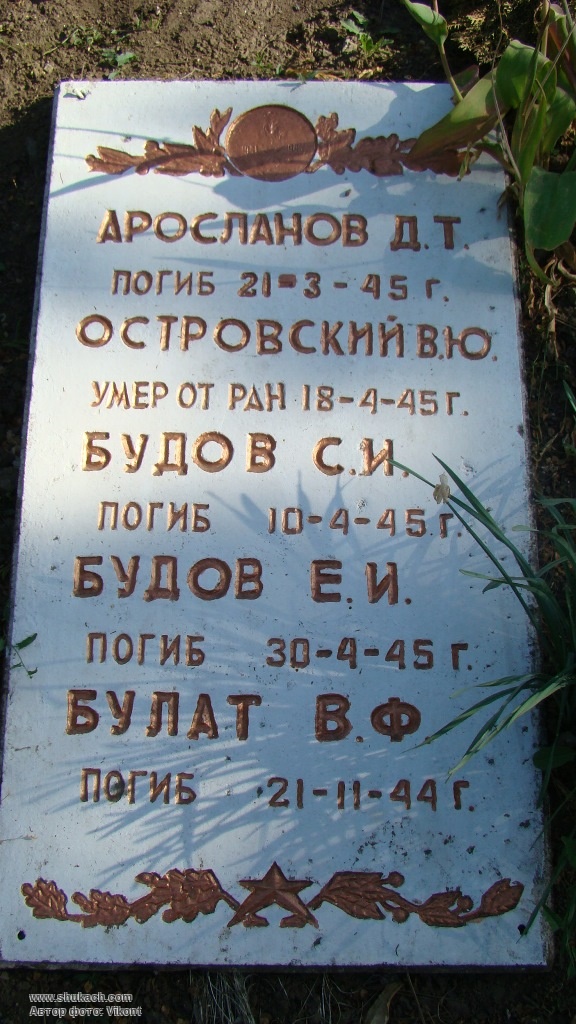 АРОСЛАНОВ Д.Т.
ПОГИБ 21=3-45 г.
ОСТРОВСКИЙ В.Ю.
УМЕР ОТ РАН 18-4-45 г.
БУДОВ С.И.
ПОГИБ 10-4-45 г.
БУДОВ Е.И.
ПОГИБ 30-4-45 г.
БУЛАТ В.Ф
ПОГИБ 21-11-44 г.
www.shukach.com
Автор фото: Vikont